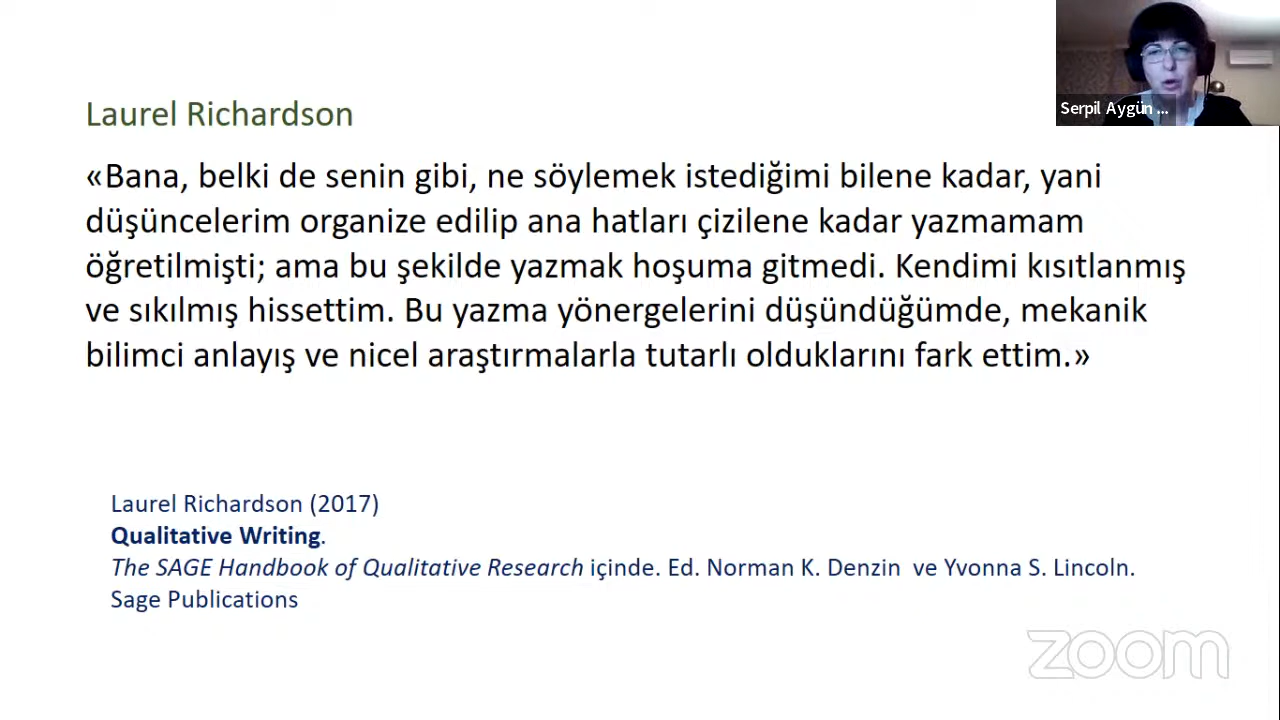 Serpil Aygün ...
Laurel Richardson
«Bana, belki de senin gibi, ne söylemek istediğimi bilene kadar, yani
düşüncelerim organize edilip ana hatları çizilene kadar yazmamam
öğretilmişti; ama bu şekilde yazmak hoşuma gitmedi. Kendimi kısıtlanmış
ve sıkılmış hissettim. Bu yazma yönergelerini düşündüğümde, mekanik
bilimci anlayış ve nicel araştırmalarla tutarlı olduklarını fark ettim.»
Laurel Richardson (2017)
Qualitative Writing.
The SAGE Handbook of Qualitative Research içinde. Ed. Norman K. Denzin ve Yvonna S. Lincoln.
Sage Publications
zoom